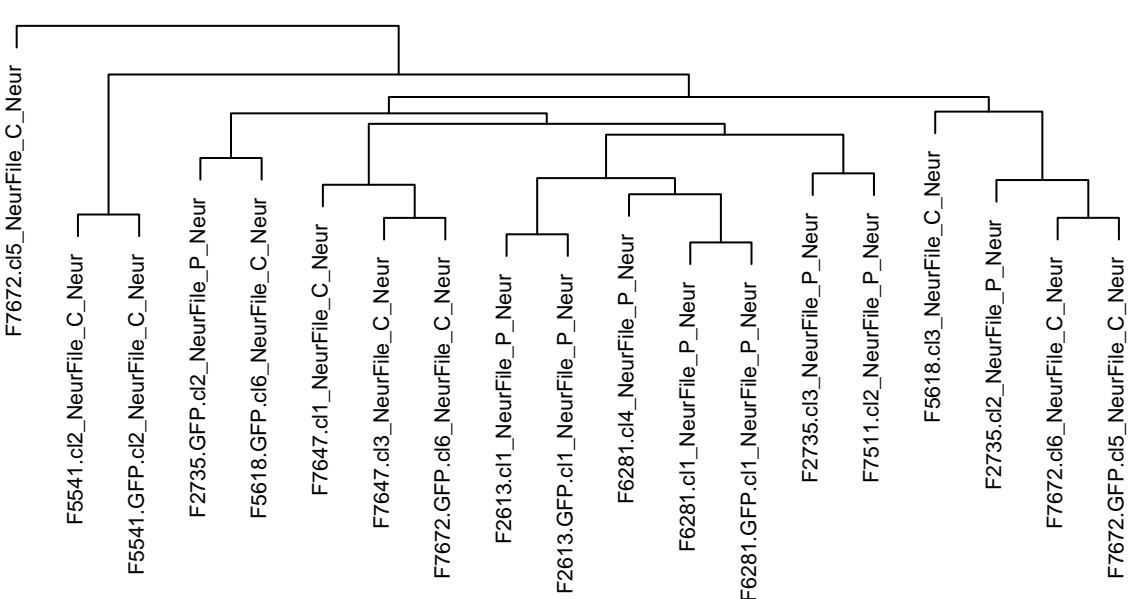 F7672.cl5_NeurFile_C_Neur
F5541.cl2_NeurFile_C_Neur
F5541.GFP.cl2_NeurFile_C_Neur
F2735.GFP.cl2_NeurFile_P_Neur
F5618.GFP.cl6_NeurFile_C_Neur
F7647.cl1_NeurFile_C_Neur
F7647.cl3_NeurFile_C_Neur
F7672.GFP.cl6_NeurFile_C_Neur
F2613.cl1_NeurFile_P_Neur
F2613.GFP.cl1_NeurFile_P_Neur
F6281.cl4_NeurFile_P_Neur
F6281.cl1_NeurFile_P_Neur
F6281.GFP.cl1_NeurFile_P_Neur
F2735.cl3_NeurFile_P_Neur
F7511.cl2_NeurFile_P_Neur
F5618.cl3_NeurFile_C_Neur
F2735.cl2_NeurFile_P_Neur
F7672.cl6_NeurFile_C_Neur
F7672.GFP.cl5_NeurFile_C_Neur